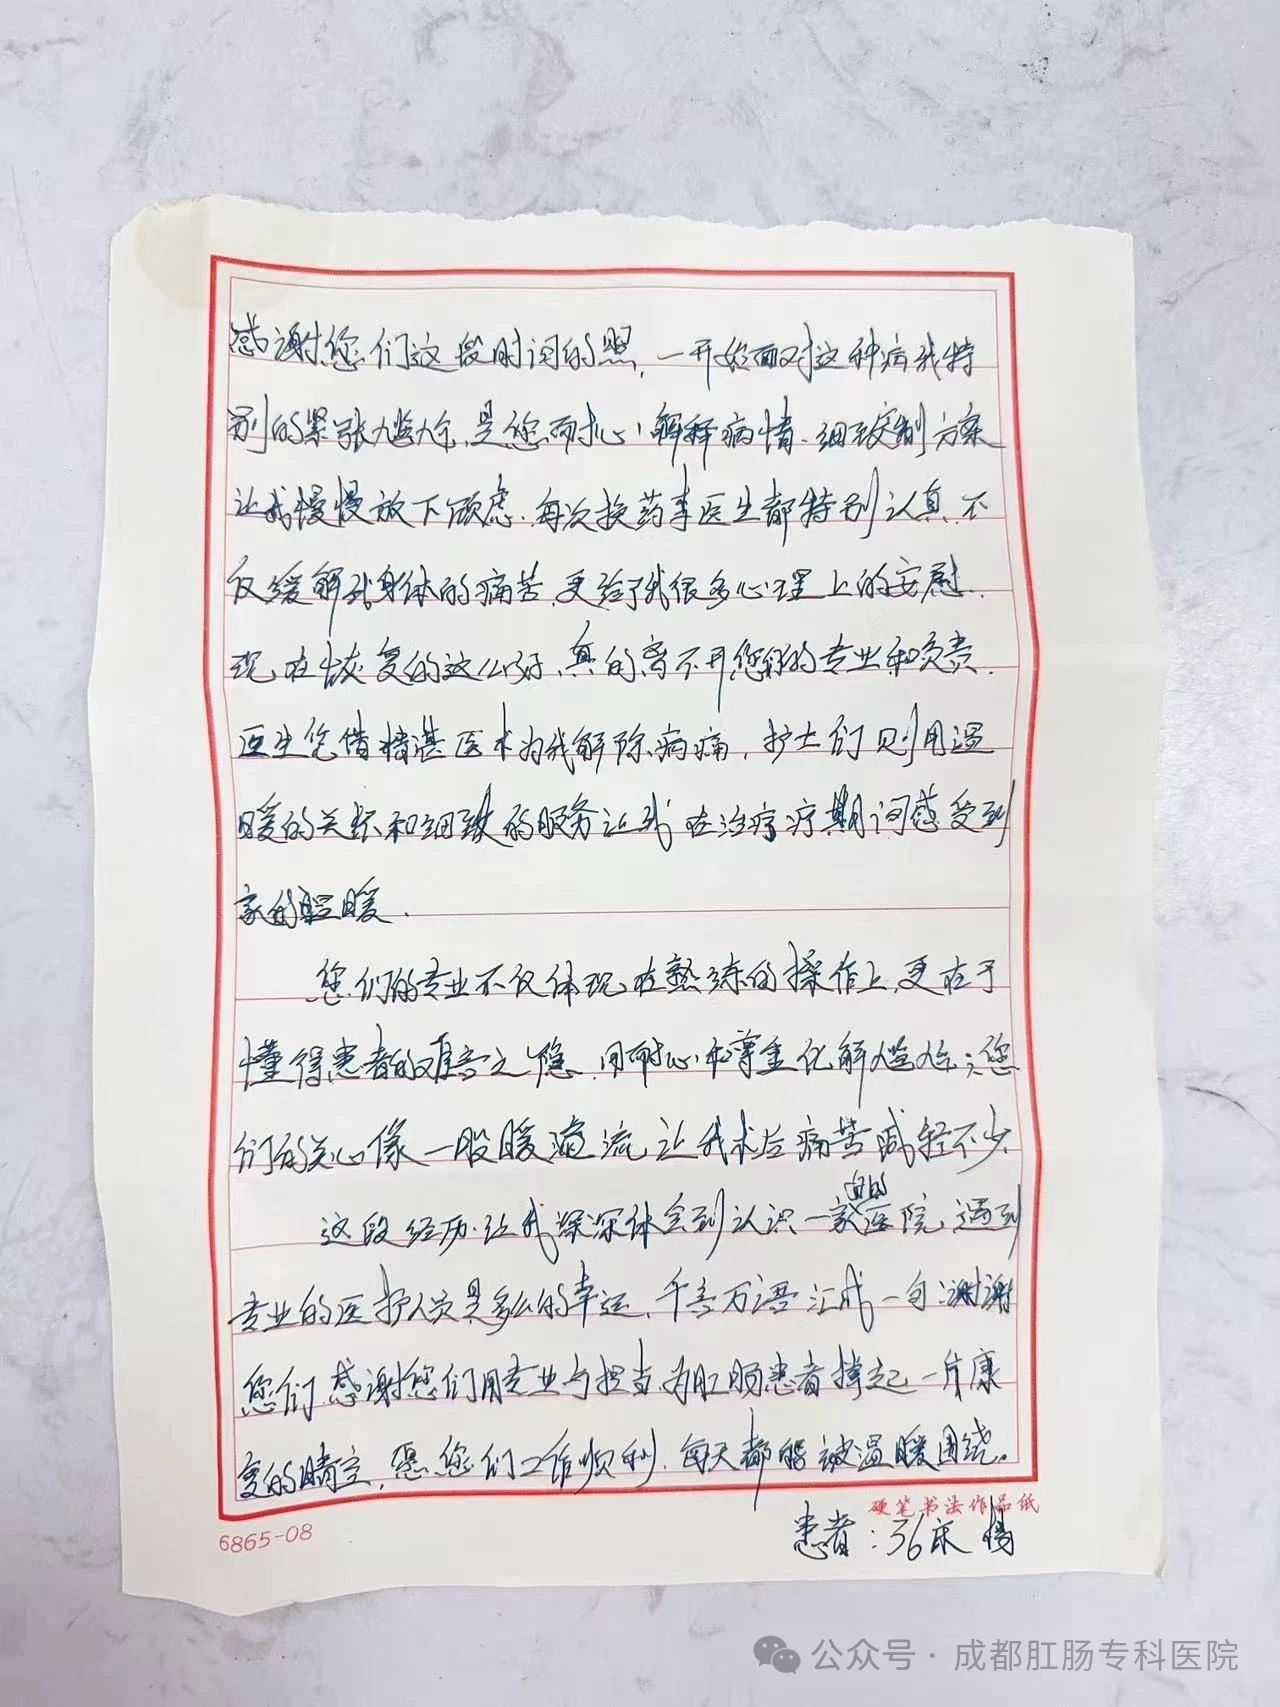 感谢您们这段时间的照，一开始面对这种病我特
别的紧张尴尬，是您耐心解释病情、细致定制方案
让我慢慢放下顾虑．每次换药李医生都特别认真，不
仅缓解我身体的痛苦，更给了我很多心理上的安慰．
现在恢复的这么好，真的离不开您们的专业和负责．
医生凭借精湛医术为我解除病痛，护士们则用温
暖的关怀和细致的服务让我在治疗疗期间感受到
家的温暖．
您们的专业不仅体现在熟练的操作上，更在于
懂得患者的难言之隐，用耐心和尊重化解尴尬；您
们的关心像一股暖流，让我术后痛苦减轻不少．
这段经历．让我深深体会到认识一家医院，遇到
专业的医护人员是多么的幸运，千言万语汇成一句：谢谢
您们．感谢您们用专业与担当，为肛肠患者撑起一片康
复的晴空，愿您们工作顺利，每天都能被温暖围绕。
硬笔书法作品纸
6865-08
患者：36床 杨
公众号·成都肛肠专科医院